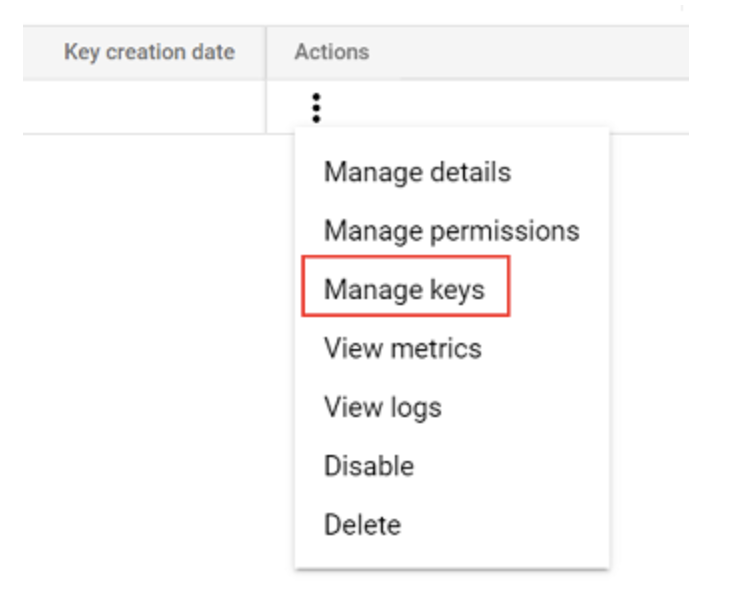 Key creation date Actions
Manage details
Manage permissions
Manage keys
View metrics
View logs
Disable
Delete